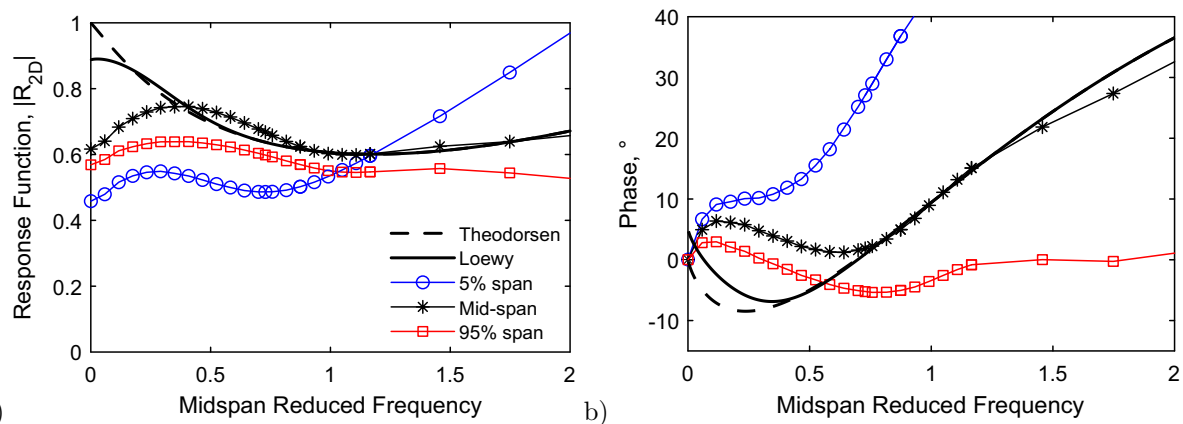 Response Function, |R2D|
1
0.8
0.6
0.4
0.2
0
0
0.5
1
1.5
2
Midspan Reduced Frequency
Theodorsen
Loewy
5% span
Mid-span
95% span
)
b)
Phase, °
40
30
20
10
0
-10
0
0.5
1
1.5
2
Midspan Reduced Frequency